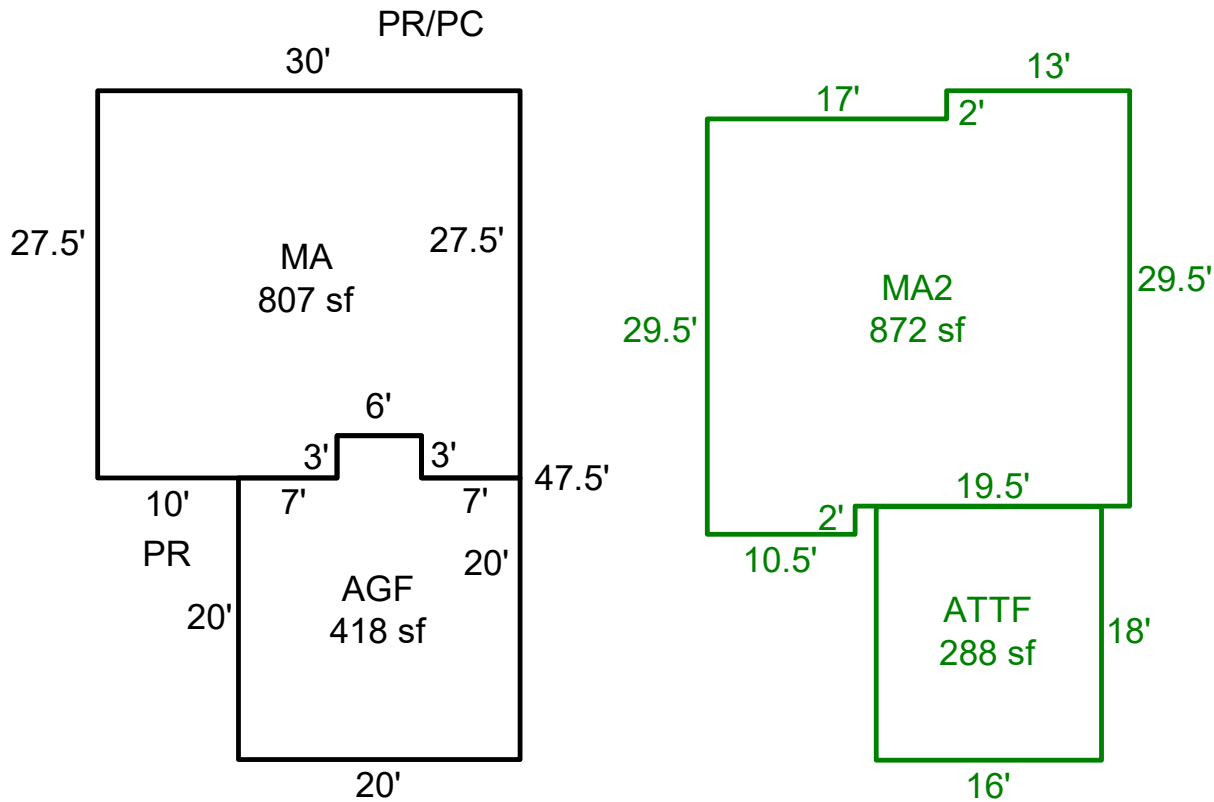 PR/PC
30'
27.5'
27.5'
MA
807 sf
6'
3'
3'
10'
7'
7'
47.5'
PR
20'
20'
AGF
418 sf
20'
17'
13'
2'
29.5'
29.5'
MA2
872 sf
19.5'
2'
10.5'
ATTF
288 sf
18'
16'